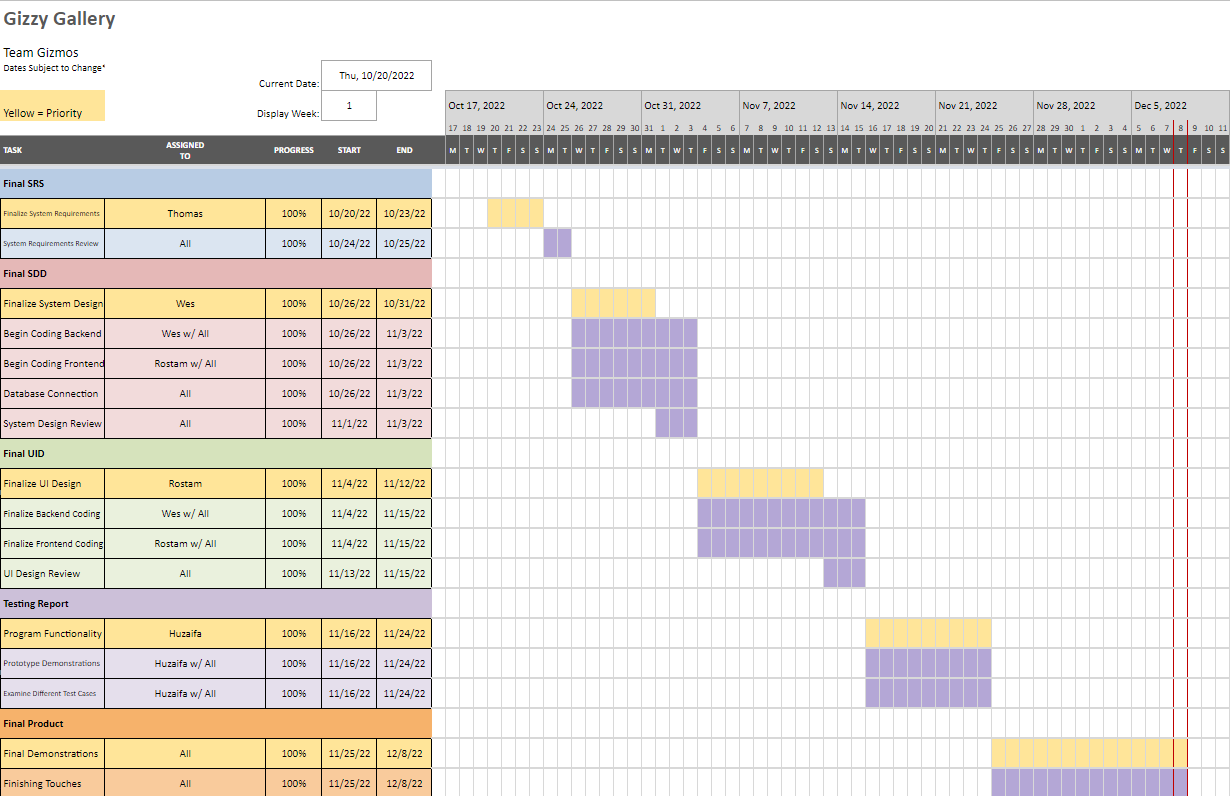 Gizzy Gallery
Team Gizmos
Dates Subject to Change*
Current Date: Thu, 10/20/2022
Yellow = Priority
Display Week: 1
Oct 17, 2022 Oct 24, 2022 Oct 31, 2022 Nov 7, 2022 Nov 14, 2022 Nov 21, 2022 Nov 28, 2022 Dec 5, 2022
17 18 19 20 21 22 23 24 25 26 27 28 29 30 31 1 2 3 4 5 6 7 8 9 10 11 12 13 14 15 16 17 18 19 20 21 22 23 24 25 26 27 28 29 30 1 2 3 4 5 6 7 8 9 10 11
TASK ASSIGNED TO PROGRESS START END M T W T F S S M T W T F S S M T W T F S S M T W T F S S M T W T F S S M T W T F S S M T W T F S S M T W T F S S
Final SRS
Finalize System Requirements Thomas 100% 10/20/22 10/23/22
System Requirements Review All 100% 10/24/22 10/25/22
Final SDD
Finalize System Design Wes 100% 10/26/22 10/31/22
Begin Coding Backend Wes w/ All 100% 10/26/22 11/3/22
Begin Coding Frontend Rostam w/ All 100% 10/26/22 11/3/22
Database Connection All 100% 10/26/22 11/3/22
System Design Review All 100% 11/1/22 11/3/22
Final UID
Finalize UI Design Rostam 100% 11/4/22 11/12/22
Finalize Backend Coding Wes w/ All 100% 11/4/22 11/15/22
Finalize Frontend Coding Rostam w/ All 100% 11/4/22 11/15/22
UI Design Review All 100% 11/13/22 11/15/22
Testing Report
Program Functionality Huzaifa 100% 11/16/22 11/24/22
Prototype Demonstrations Huzaifa w/ All 100% 11/16/22 11/24/22
Examine Different Test Cases Huzaifa w/ All 100% 11/16/22 11/24/22
Final Product
Final Demonstrations All 100% 11/25/22 12/8/22
Finishing Touches All 100% 11/25/22 12/8/22